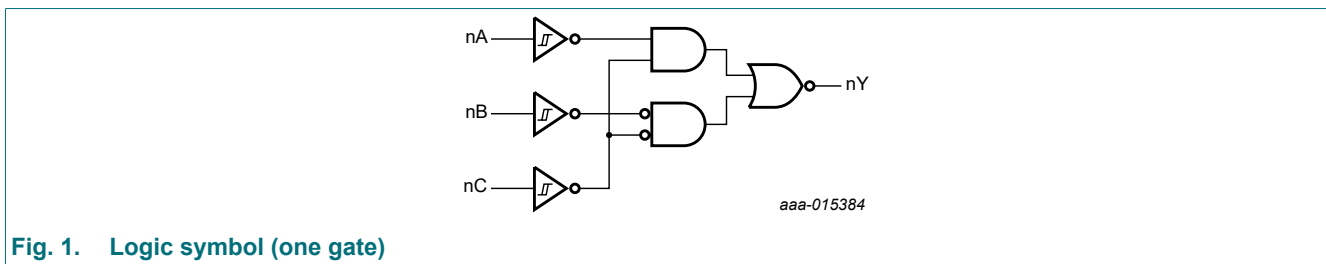 nA
nB
nY
nC
aaa-015384
Fig. 1. Logic symbol (one gate)